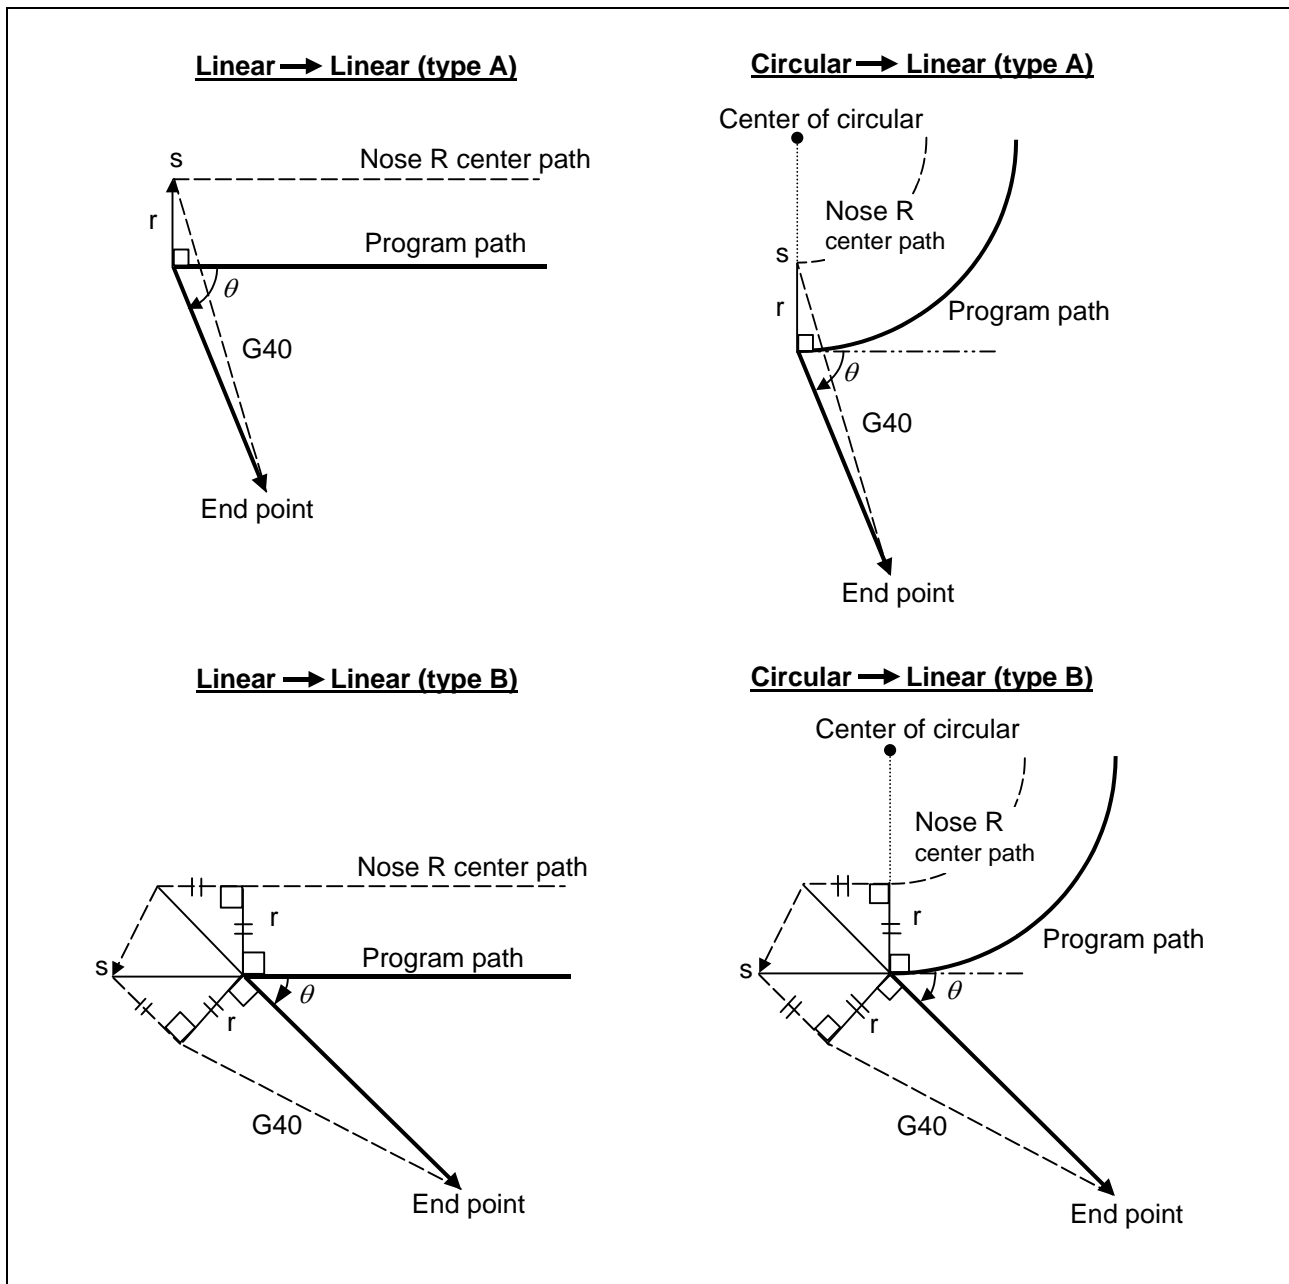 Linear → Linear (type A)
s
Nose R center path
r
Program path
θ
G40
End point
Circular → Linear (type A)
Center of circular
Nose R
center path
s
r
Program path
θ
G40
End point
Linear → Linear (type B)
Nose R center path
r
Program path
s
θ
r
G40
End point
Circular → Linear (type B)
Center of circular
Nose R
center path
r
Program path
s
θ
r
G40
End point